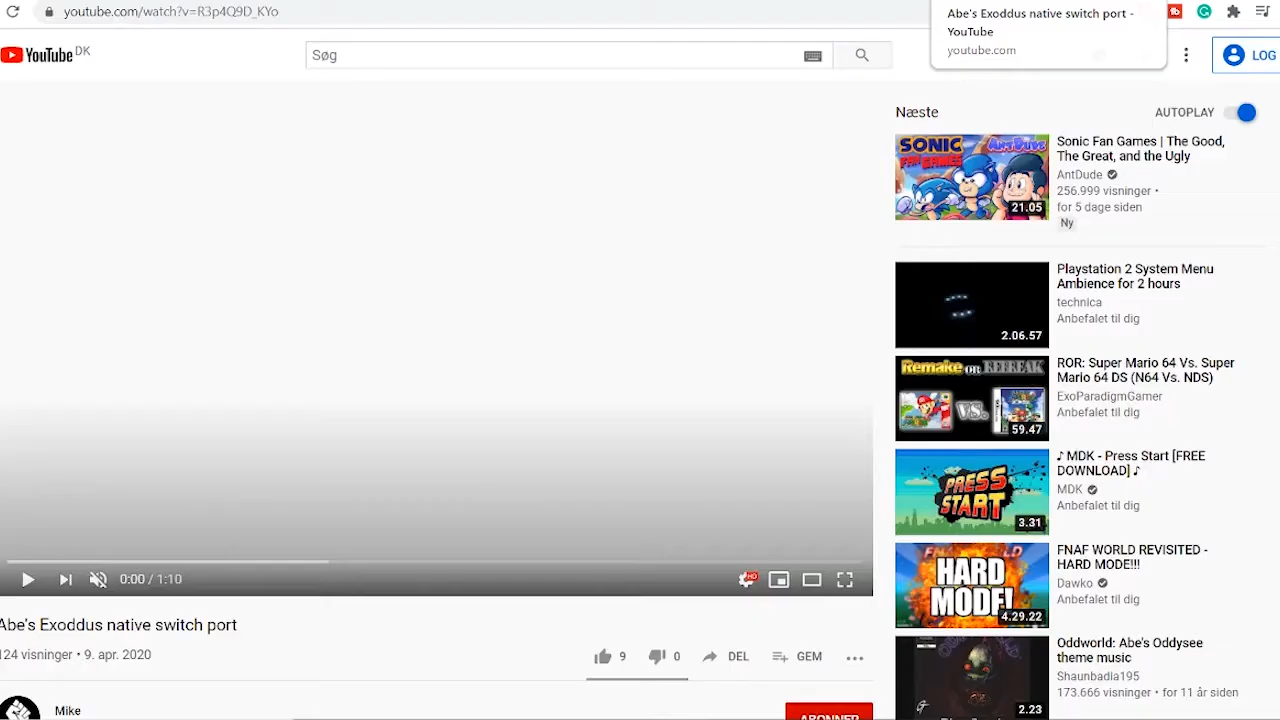 youtube.com/watch?v=R3p4Q9D_KYo
Abe's Exoddus native switch port -
YouTube
youtube.com
YouTube DK
Søg
LOG
Næste
AUTOPLAY
SONIC
FAN GAMES
AntDude
21.05
Sonic Fan Games | The Good,
The Great, and the Ugly
AntDude
256.999 visninger •
for 5 dage siden
Ny
2.06.57
Playstation 2 System Menu
Ambience for 2 hours
technica
Anbefalet til dig
Remake OR REBREAK
VS.
59.47
ROR: Super Mario 64 Vs. Super
Mario 64 DS (N64 Vs. NDS)
ExoParadigmGamer
Anbefalet til dig
PRESS
START
3.31
♪ MDK - Press Start [FREE
DOWNLOAD] ♪
MDK
Anbefalet til dig
HARD
MODE!
4.29.22
FNAF WORLD REVISITED -
HARD MODE!!!
Dawko
Anbefalet til dig
2.23
Oddworld: Abe's Oddysee
theme music
Shaunbadla195
173.666 visninger • for 11 år siden
0:00 / 1:10
HD
Abe's Exoddus native switch port
124 visninger • 9. apr. 2020
9
0
DEL
GEM
Mike
ABONNER